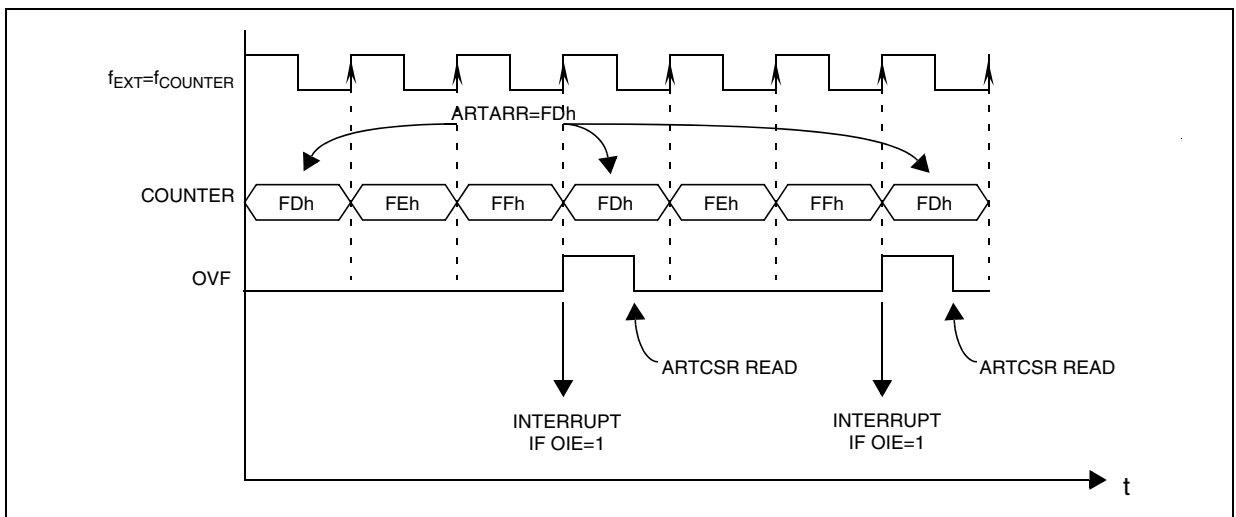 fEXT=fCOUNTER
ARTARR=FDh
COUNTER
FDh
FEh
FFh
FDh
FEh
FFh
FDh
OVF
ARTCSR READ
ARTCSR READ
INTERRUPT
IF OIE=1
INTERRUPT
IF OIE=1
t